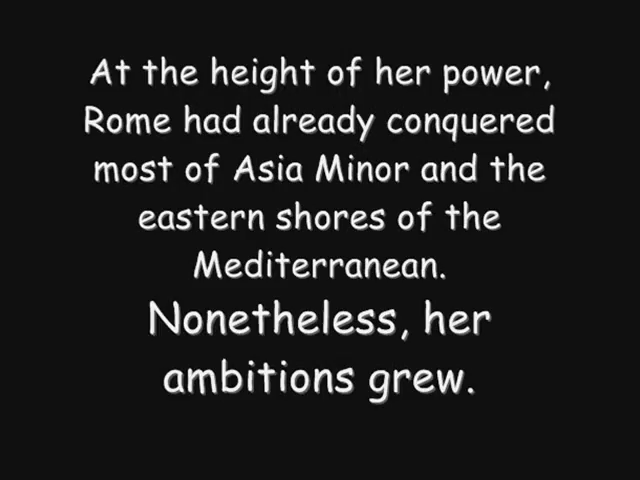 At the height of her power,
Rome had already conquered
most of Asia Minor and the
eastern shores of the
Mediterranean.
Nonetheless, her
ambitions grew.